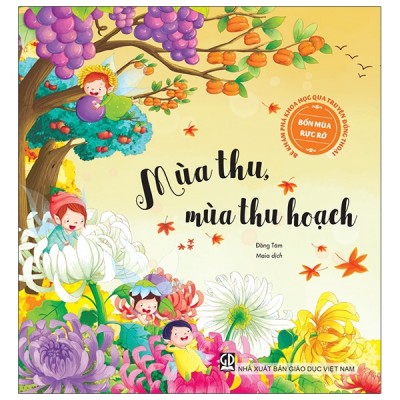 BÉ KHÁM PHÁ KHOA HỌC QUA TRUYỆN ĐỒNG THOẠI
BỐN MÙA
RỰC RỠ
Mùa thu,
mùa thu hoạch
Đông Tâm
Maia dịch
GD
NHÀ XUẤT BẢN GIÁO DỤC VIỆT NAM